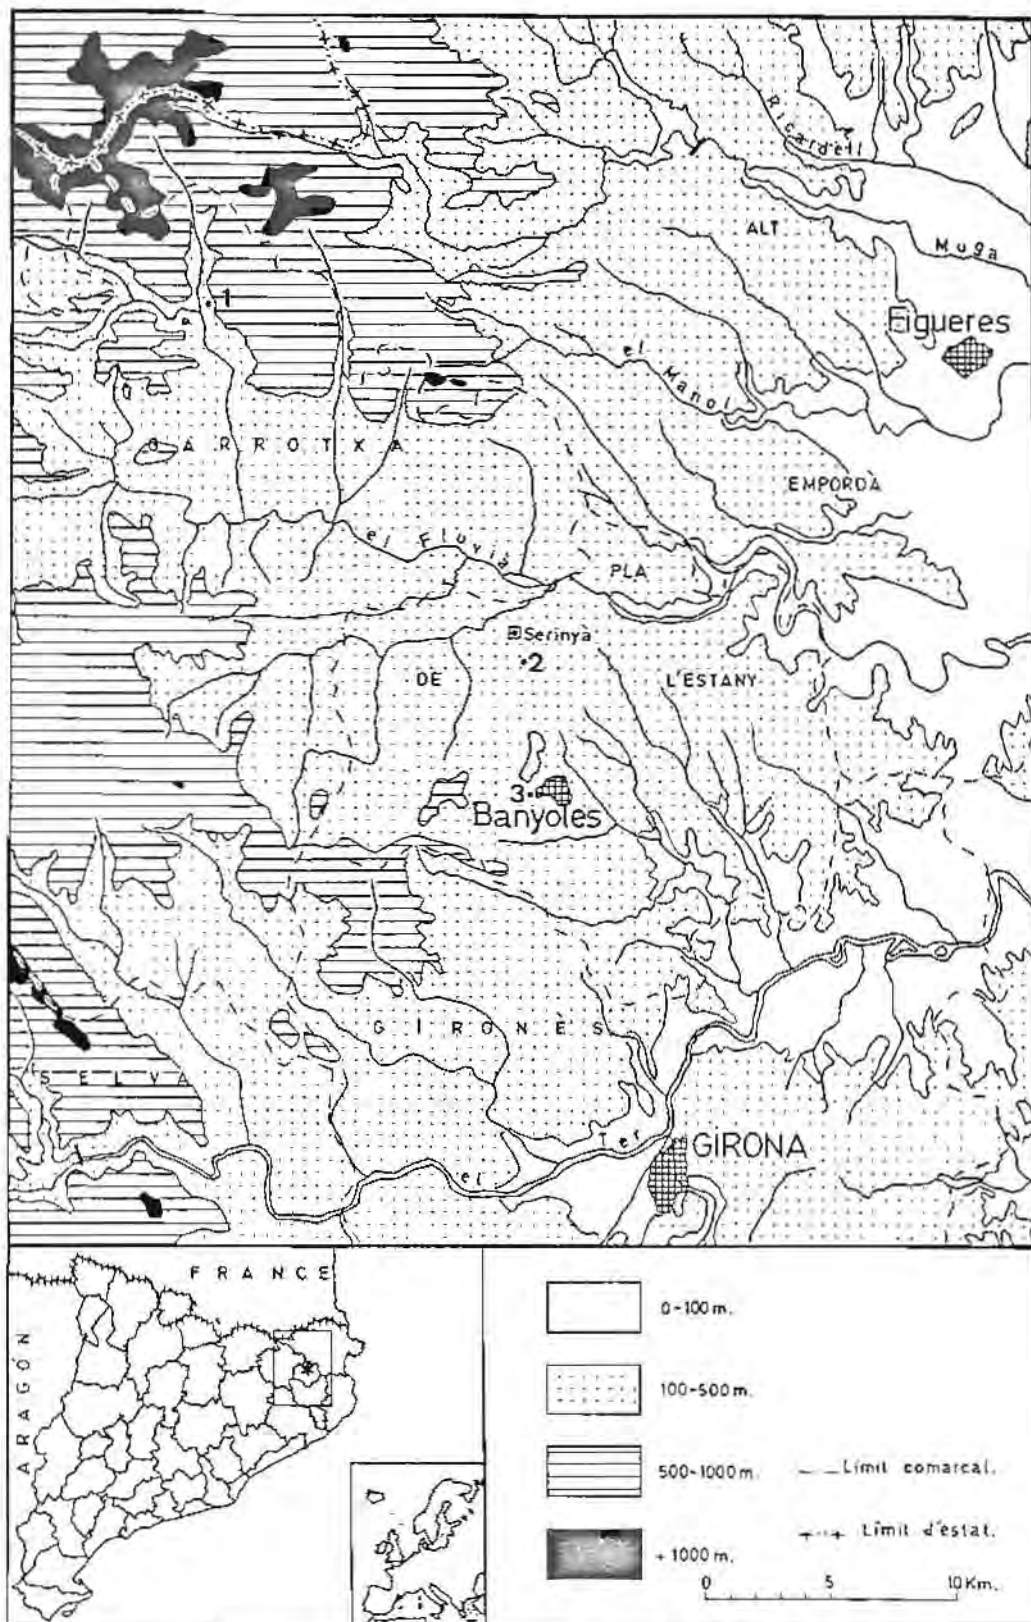 Ricardell
ALT
Muga
1
Figueres
el Manol
GARROTXA
EMPORDÀ
el Fluvià
PLA
Serinyà
2
DE
L'ESTANY
3
Banyoles
GIRONÈS
SELVA
el Ter
GIRONA
FRANCE
ARAGÓN
0-100 m.
100-500 m.
500-1000 m.
Límit comarcal.
Límit d'estat.
+1000 m.
0 5 10 Km.